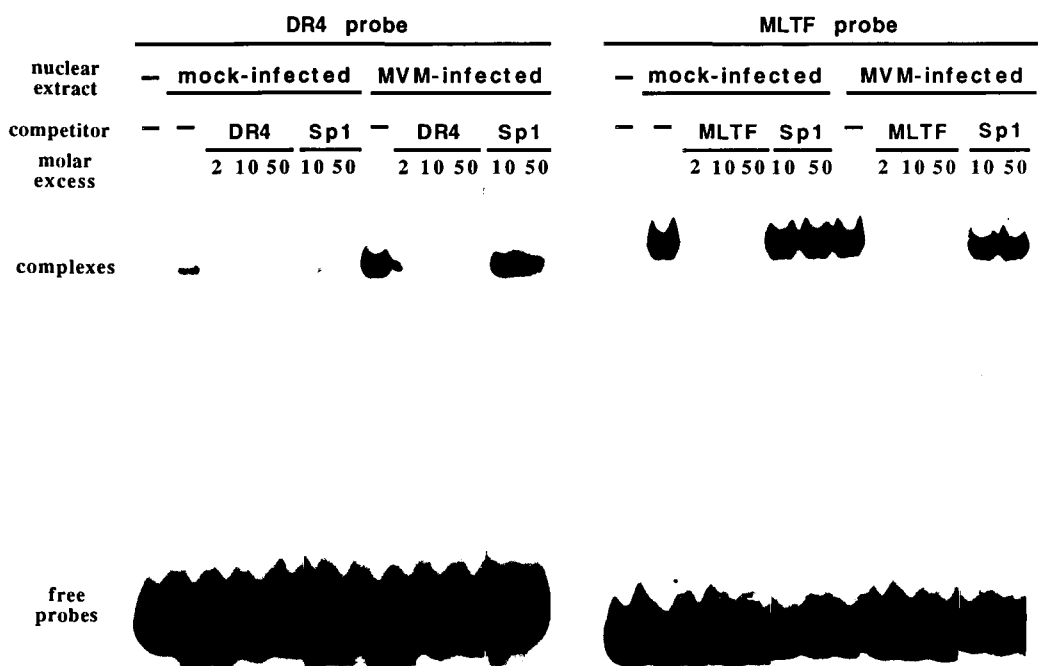 DR4 probe MLTF probe
nuclear extract – mock-infected MVM-infected – mock-infected MVM-infected
competitor – – DR4 Sp1 – DR4 Sp1 – – MLTF Sp1 – MLTF Sp1
molar excess 2 10 50 10 50 2 10 50 10 50 2 10 50 10 50 2 10 50 10 50
complexes
free
probes